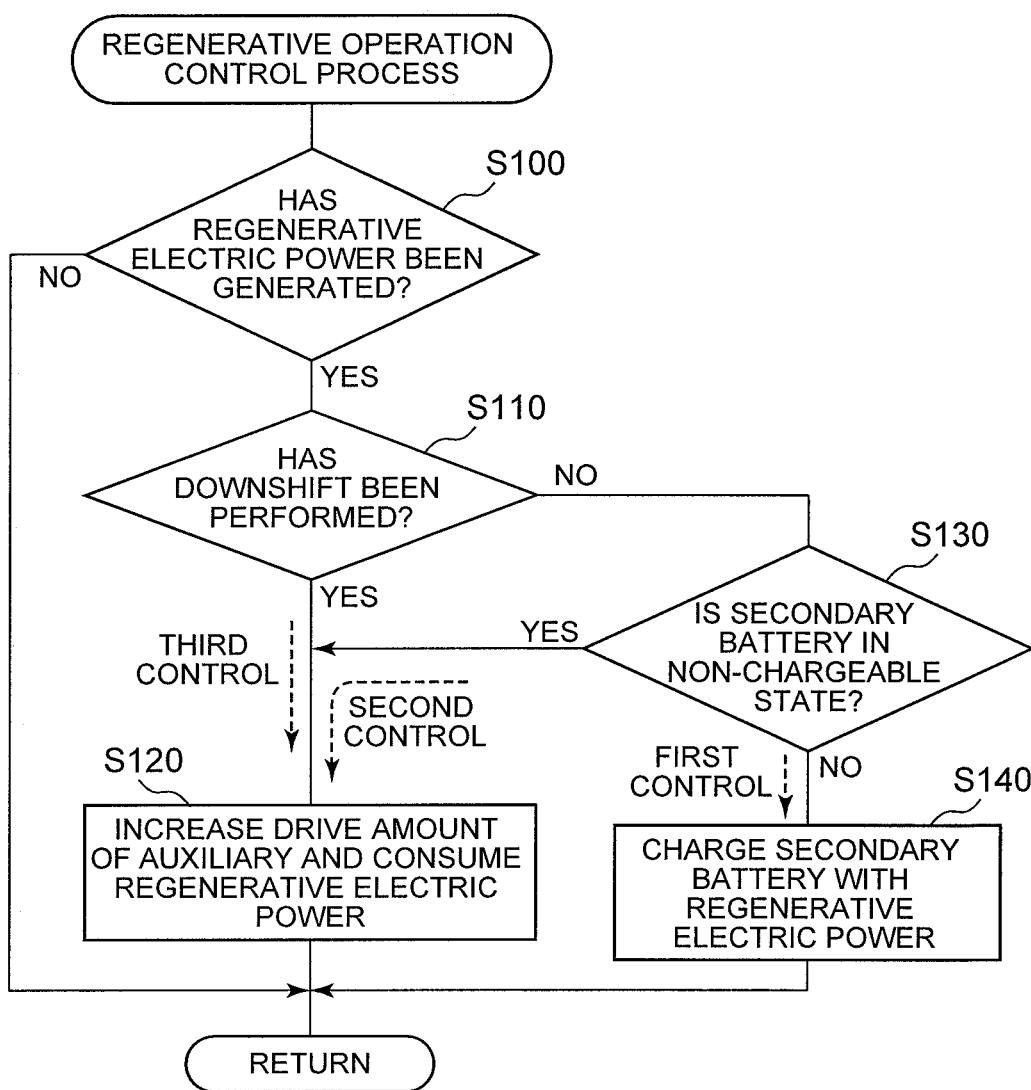 REGENERATIVE OPERATION
CONTROL PROCESS
S100
HAS
REGENERATIVE
ELECTRIC POWER BEEN
GENERATED?
NO
YES
S110
HAS
DOWNSHIFT BEEN
PERFORMED?
NO
YES
S130
IS SECONDARY
BATTERY IN
NON-CHARGEABLE
STATE?
YES
NO
THIRD
CONTROL
SECOND
CONTROL
FIRST
CONTROL
S120
INCREASE DRIVE AMOUNT
OF AUXILIARY AND CONSUME
REGENERATIVE ELECTRIC
POWER
S140
CHARGE SECONDARY
BATTERY WITH
REGENERATIVE
ELECTRIC POWER
RETURN